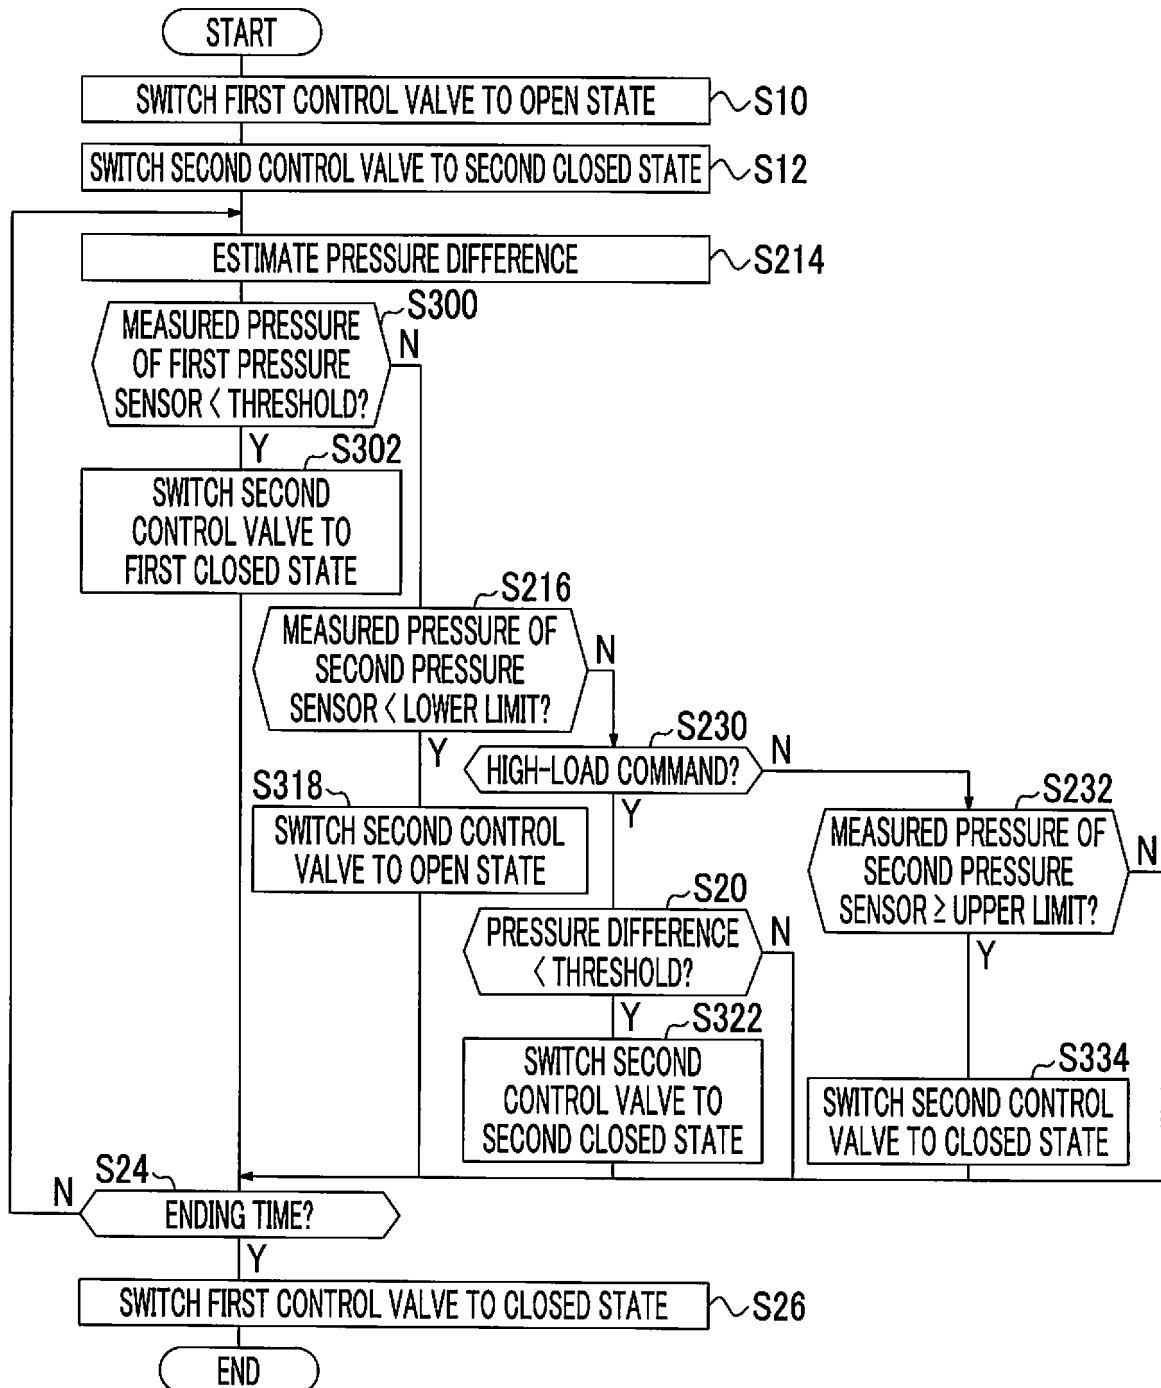 START
SWITCH FIRST CONTROL VALVE TO OPEN STATE
S10
SWITCH SECOND CONTROL VALVE TO SECOND CLOSED STATE
S12
ESTIMATE PRESSURE DIFFERENCE
S214
S300
MEASURED PRESSURE
OF FIRST PRESSURE
SENSOR < THRESHOLD?
N
Y
S302
SWITCH SECOND
CONTROL VALVE TO
FIRST CLOSED STATE
S216
MEASURED PRESSURE OF
SECOND PRESSURE
SENSOR < LOWER LIMIT?
N
Y
S230
HIGH-LOAD COMMAND?
N
Y
S318
SWITCH SECOND CONTROL
VALVE TO OPEN STATE
S232
MEASURED PRESSURE OF
SECOND PRESSURE
SENSOR ≥ UPPER LIMIT?
N
Y
S20
PRESSURE DIFFERENCE
< THRESHOLD?
N
Y
S322
SWITCH SECOND
CONTROL VALVE TO
SECOND CLOSED STATE
S334
SWITCH SECOND CONTROL
VALVE TO CLOSED STATE
S24
N
ENDING TIME?
Y
SWITCH FIRST CONTROL VALVE TO CLOSED STATE
S26
END